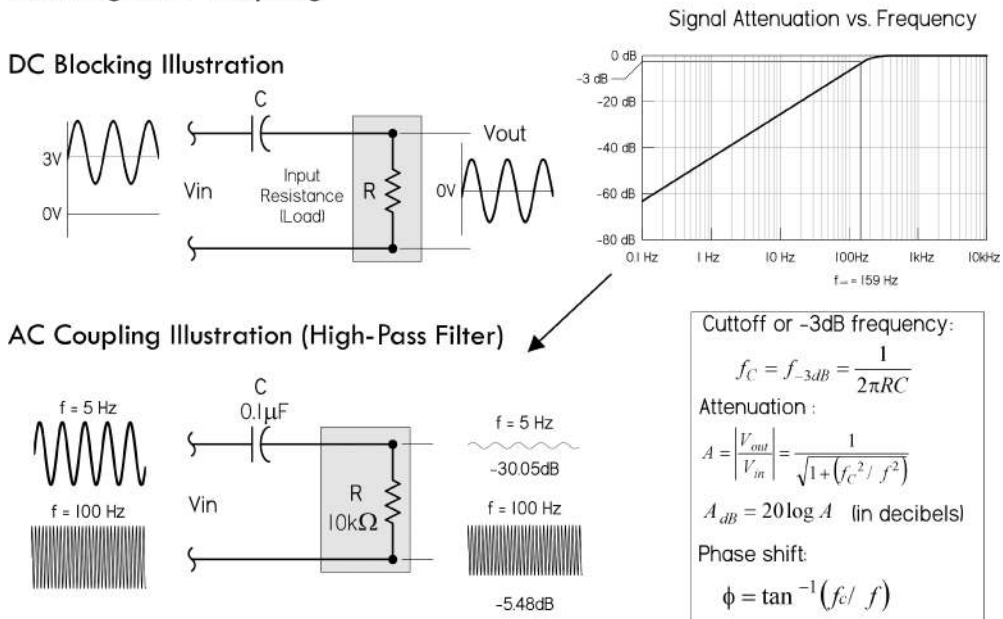 DC Blocking Illustration
3V
0V
C
Vin
Input
Resistance
(Load)
R
Vout
0V
Signal Attenuation vs. Frequency
0 dB
-3 dB
-20 dB
-40 dB
-60 dB
-80 dB
0.1 Hz 1 Hz 10 Hz 100Hz 1kHz 10kHz
= 159 Hz
AC Coupling Illustration (High-Pass Filter)
f = 5 Hz
f = 100 Hz
C
0.1µF
Vin
R
10kΩ
f = 5 Hz
-30.05dB
f = 100 Hz
-5.48dB
Cuttoff or -3dB frequency:
f_C = f_{-3dB} = 1 / 2πRC
Attenuation :
A = |V_out / V_in| = 1 / √1 + (f_C² / f²)
A_dB = 20 log A (in decibels)
Phase shift:
ϕ = tan⁻¹(f_c / f)